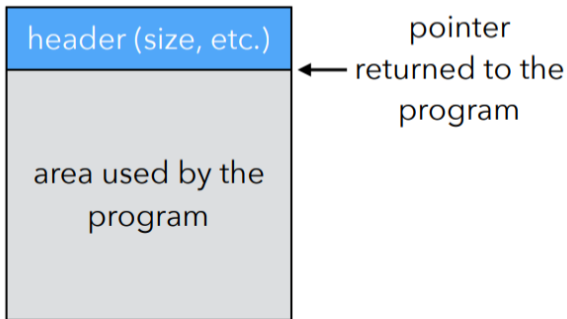 header (size, etc.)
pointer
returned to the
program
area used by the
program